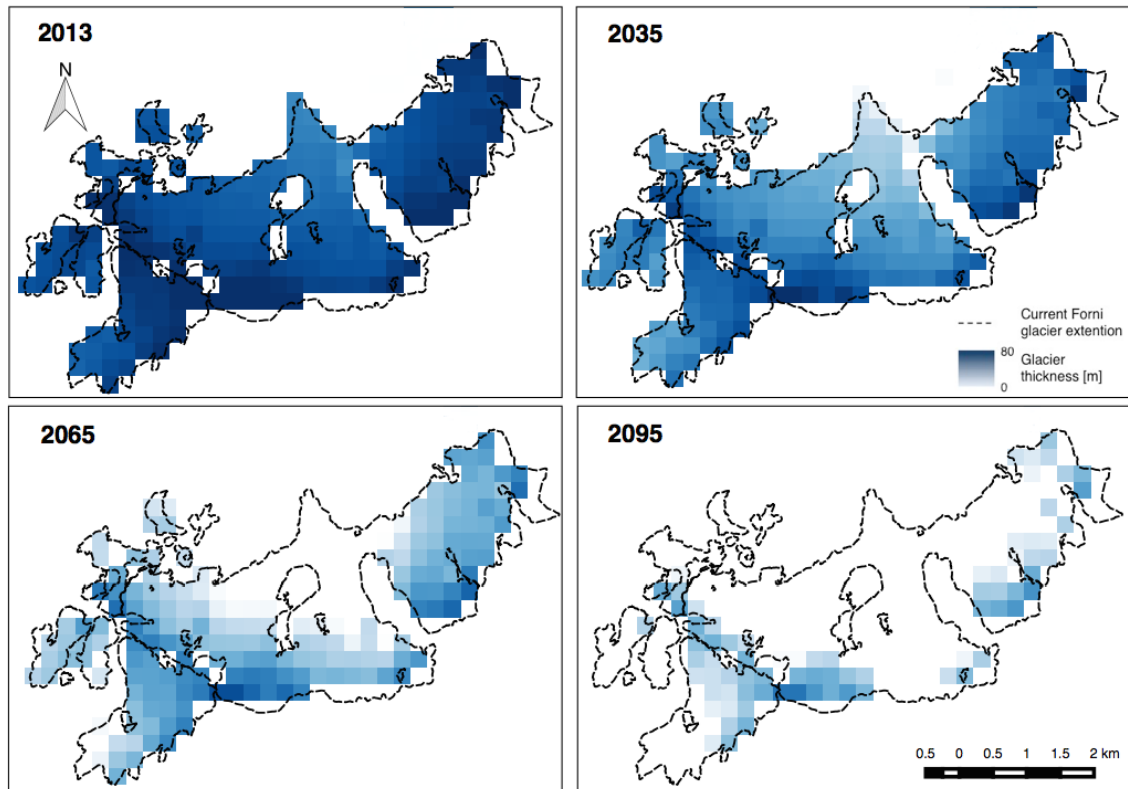 2013
N
2035
Current Forni
glacier extention
80
Glacier
thickness [m]
0
2065
2095
0.5 0 0.5 1 1.5 2 km